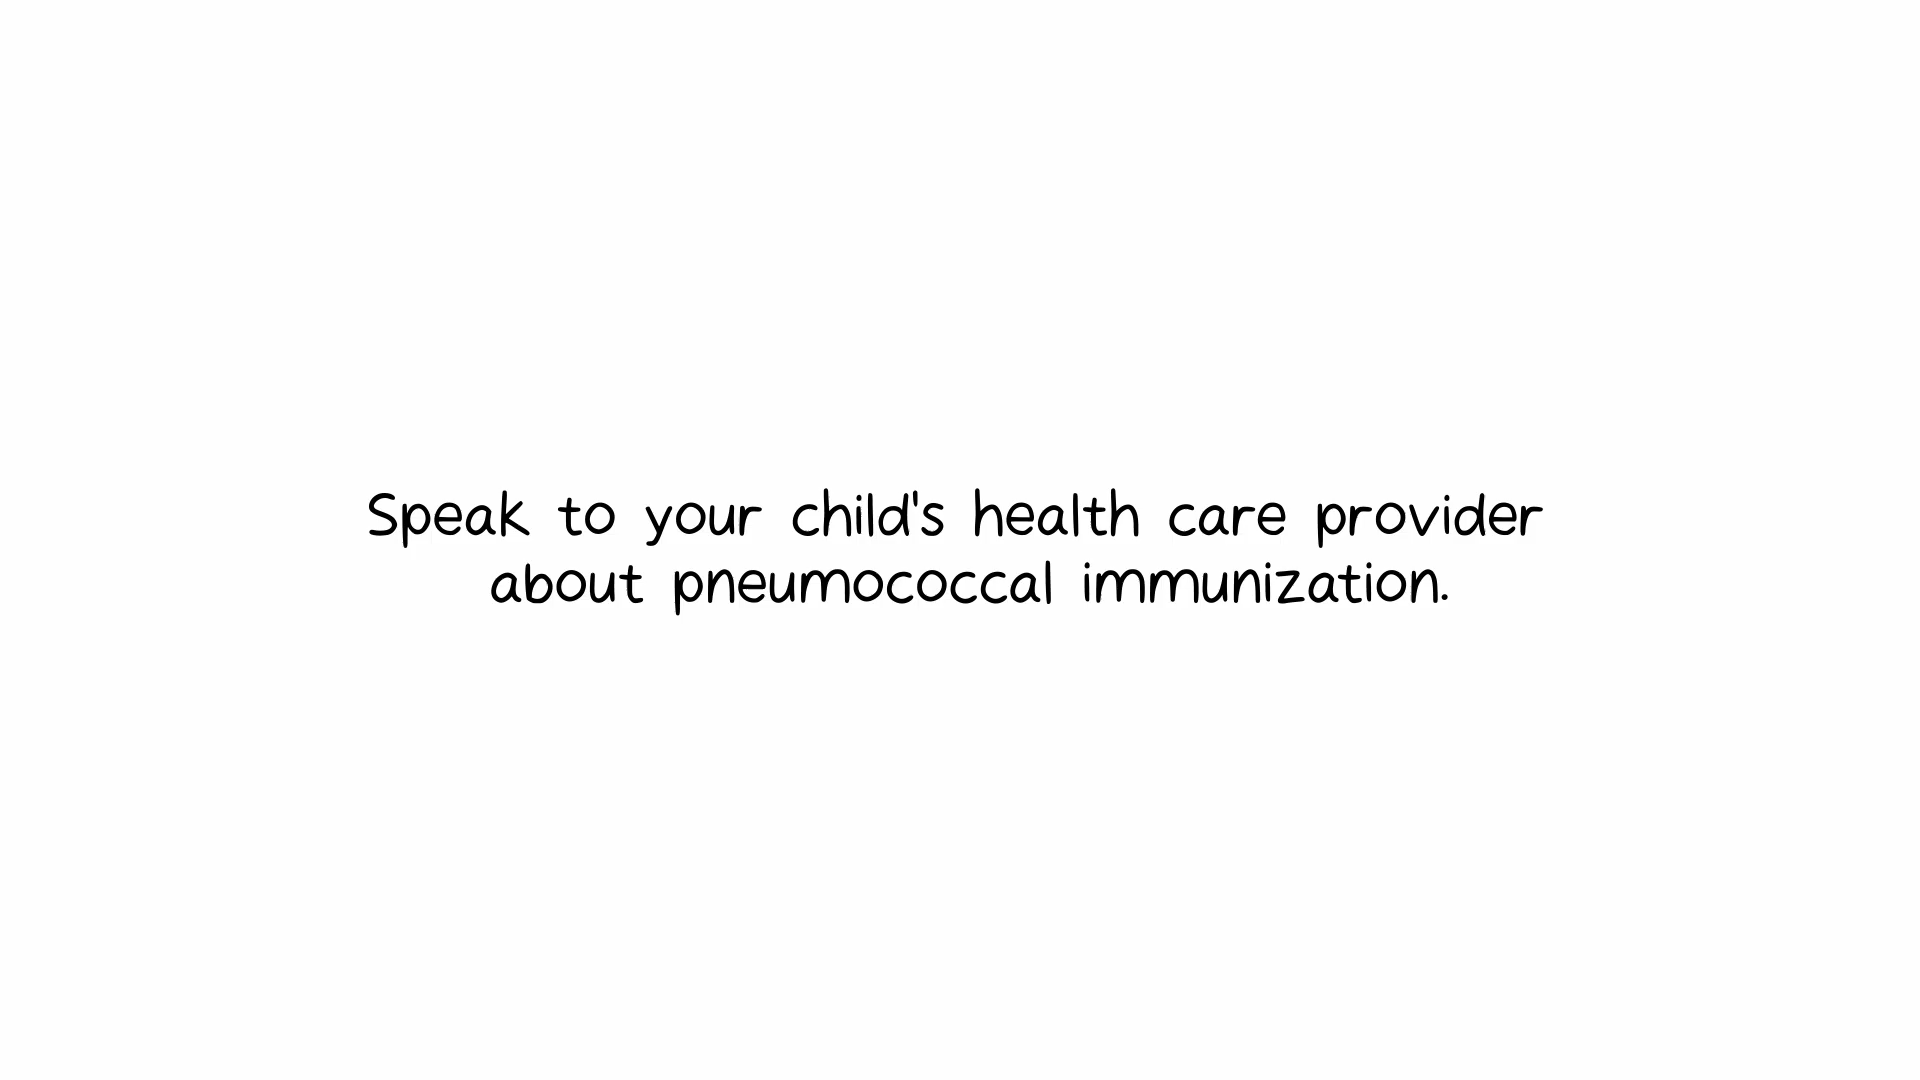 Speak to your child's health care provider
about pneumococcal immunization.